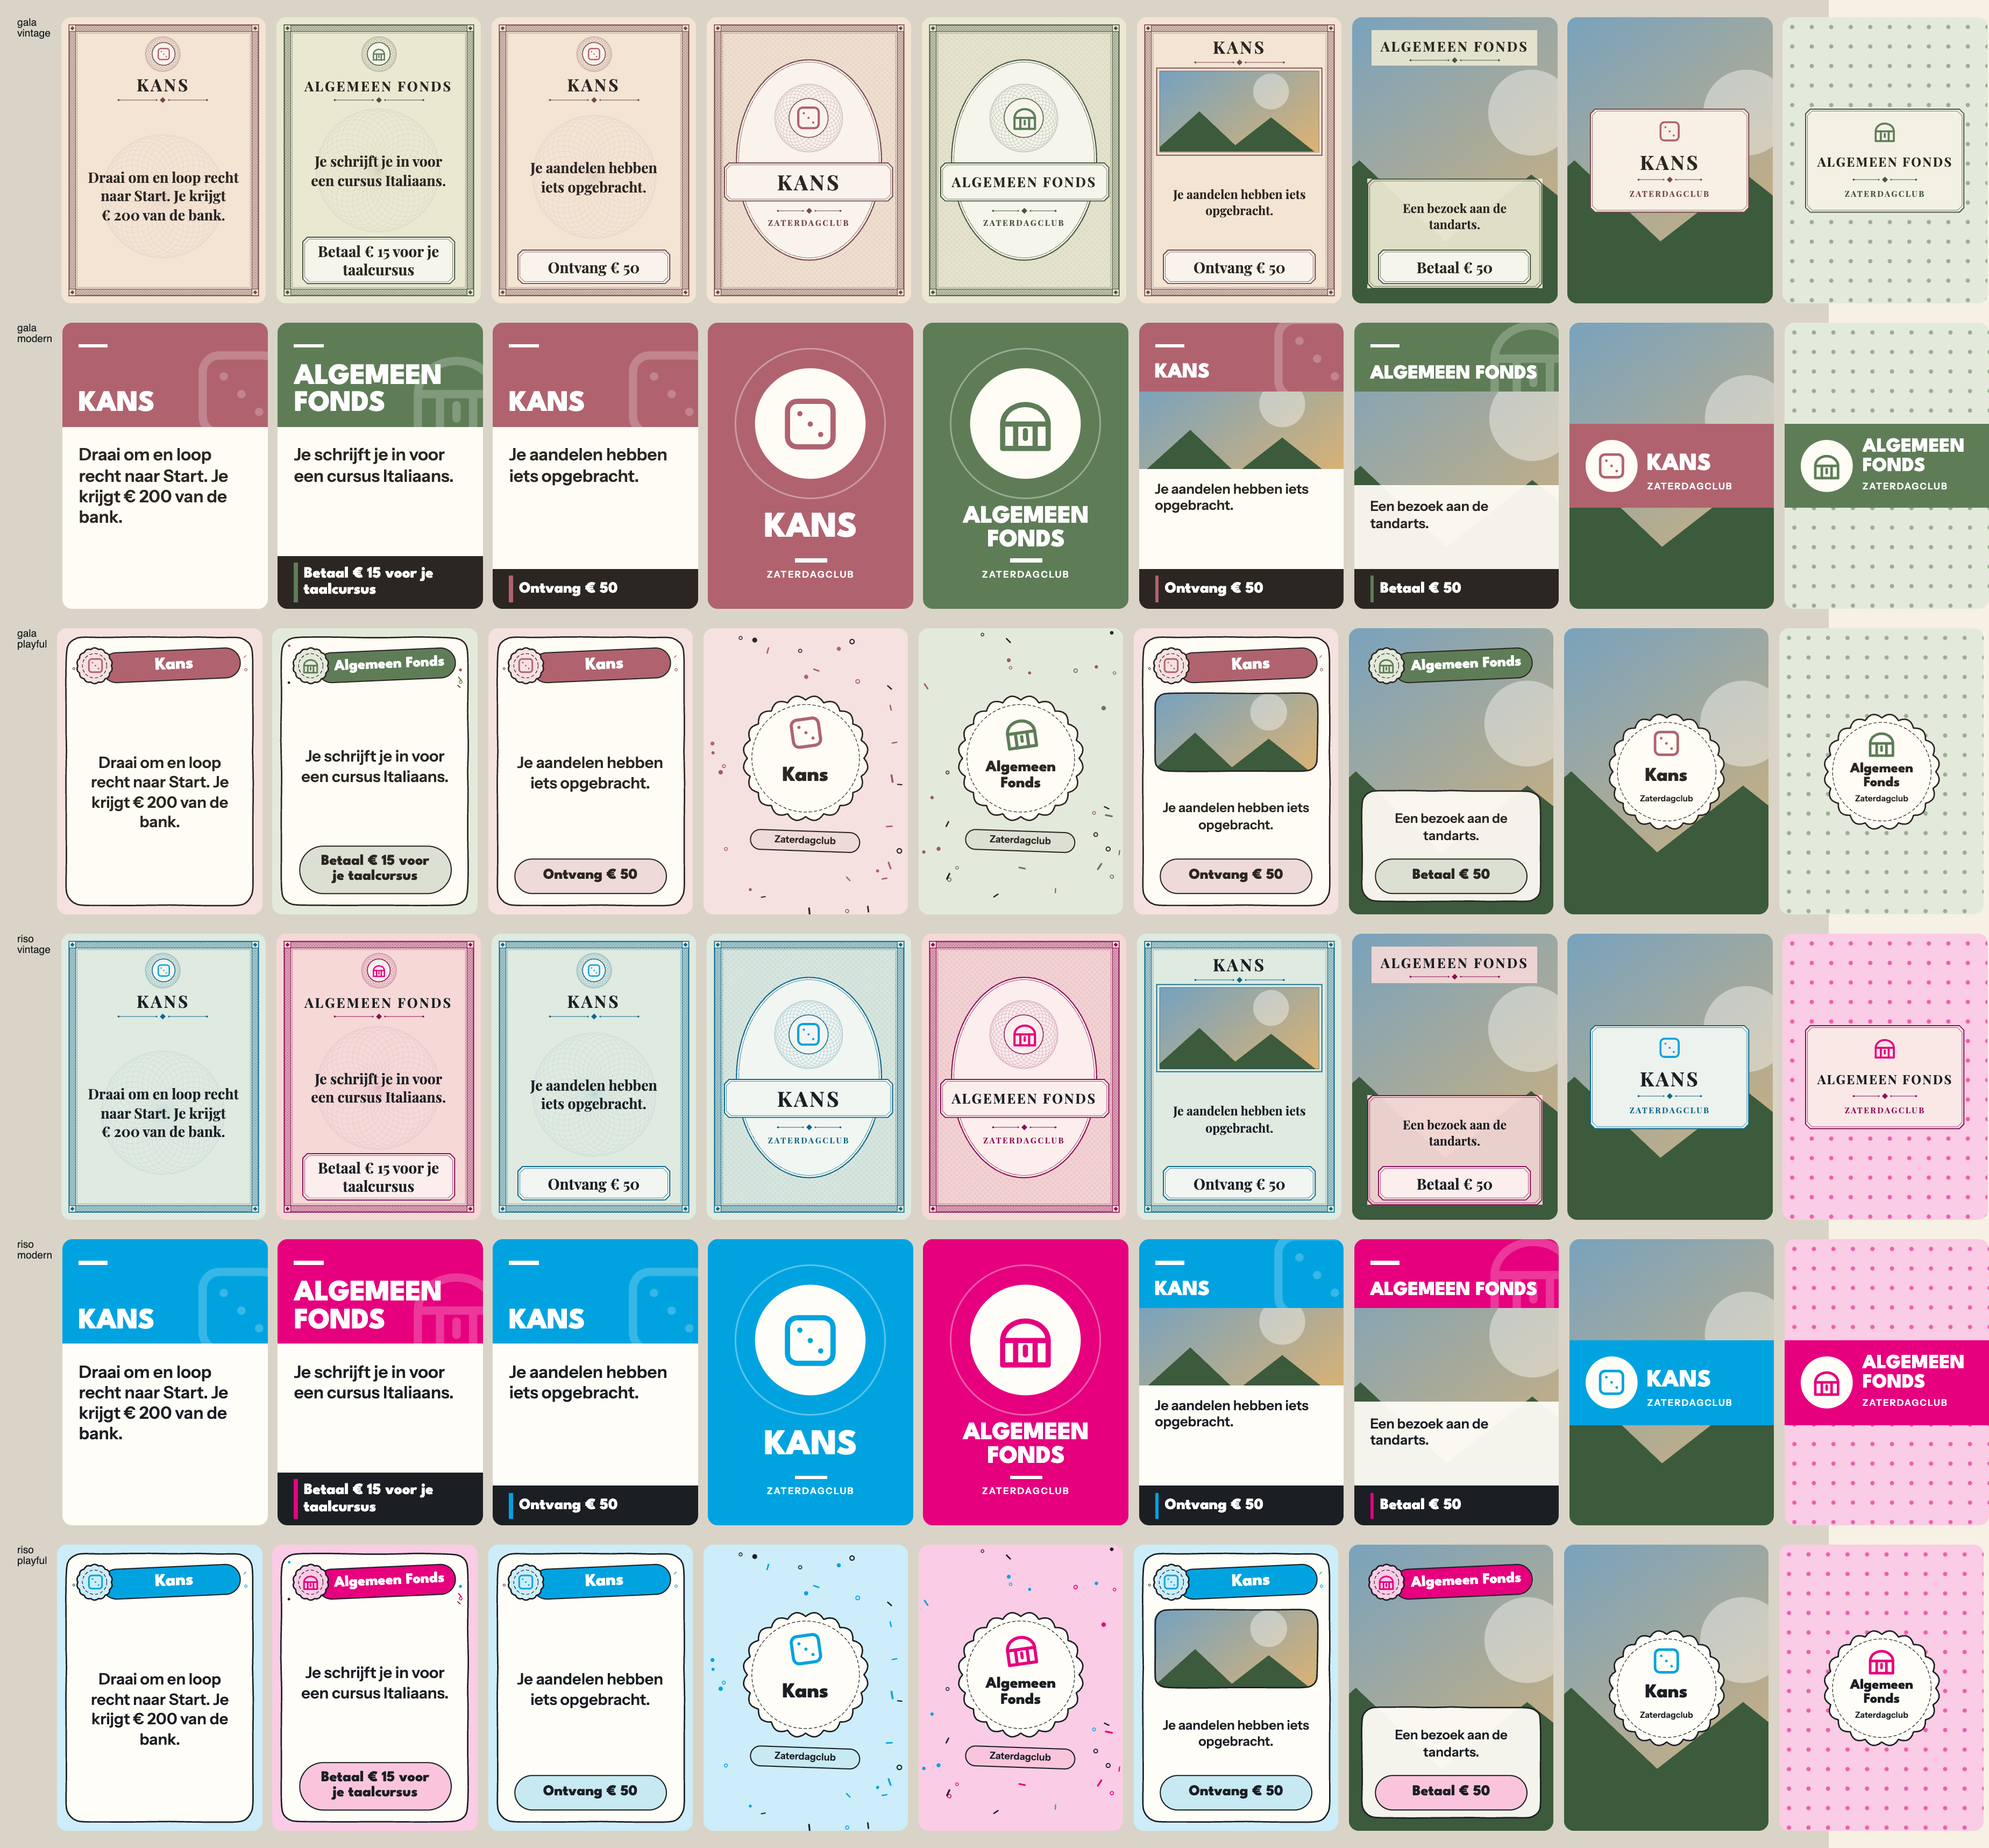 gala
vintage
KANS
Draai om en loop recht
naar Start. Je krijgt
€ 200 van de bank.
ALGEMEEN FONDS
Je schrijft je in voor
een cursus Italiaans.
Betaal € 15 voor je
taalcursus
KANS
Je aandelen hebben
iets opgebracht.
Ontvang € 50
KANS
ZATERDAGCLUB
ALGEMEEN FONDS
ZATERDAGCLUB
KANS
Je aandelen hebben iets
opgebracht.
Ontvang € 50
ALGEMEEN FONDS
Een bezoek aan de
tandarts.
Betaal € 50
KANS
ZATERDAGCLUB
ALGEMEEN FONDS
ZATERDAGCLUB
gala
modern
KANS
Draai om en loop
recht naar Start. Je
krijgt € 200 van de
bank.
ALGEMEEN
FONDS
Je schrijft je in voor
een cursus Italiaans.
Betaal € 15 voor je
taalcursus
KANS
Je aandelen hebben
iets opgebracht.
Ontvang € 50
KANS
ZATERDAGCLUB
ALGEMEEN
FONDS
ZATERDAGCLUB
KANS
Je aandelen hebben iets
opgebracht.
Ontvang € 50
ALGEMEEN FONDS
Een bezoek aan de
tandarts.
Betaal € 50
KANS
ZATERDAGCLUB
ALGEMEEN
FONDS
ZATERDAGCLUB
gala
playful
Kans
Draai om en loop
recht naar Start. Je
krijgt € 200 van de
bank.
Algemeen Fonds
Je schrijft je in voor
een cursus Italiaans.
Betaal € 15 voor
je taalcursus
Kans
Je aandelen hebben
iets opgebracht.
Ontvang € 50
Kans
Zaterdagclub
Algemeen
Fonds
Zaterdagclub
Kans
Je aandelen hebben iets
opgebracht.
Ontvang € 50
Algemeen Fonds
Een bezoek aan de
tandarts.
Betaal € 50
Kans
Zaterdagclub
Algemeen
Fonds
Zaterdagclub
riso
vintage
KANS
Draai om en loop recht
naar Start. Je krijgt
€ 200 van de bank.
ALGEMEEN FONDS
Je schrijft je in voor
een cursus Italiaans.
Betaal € 15 voor je
taalcursus
KANS
Je aandelen hebben
iets opgebracht.
Ontvang € 50
KANS
ZATERDAGCLUB
ALGEMEEN FONDS
ZATERDAGCLUB
KANS
Je aandelen hebben iets
opgebracht.
Ontvang € 50
ALGEMEEN FONDS
Een bezoek aan de
tandarts.
Betaal € 50
KANS
ZATERDAGCLUB
ALGEMEEN FONDS
ZATERDAGCLUB
riso
modern
KANS
Draai om en loop
recht naar Start. Je
krijgt € 200 van de
bank.
ALGEMEEN
FONDS
Je schrijft je in voor
een cursus Italiaans.
Betaal € 15 voor je
taalcursus
KANS
Je aandelen hebben
iets opgebracht.
Ontvang € 50
KANS
ZATERDAGCLUB
ALGEMEEN
FONDS
ZATERDAGCLUB
KANS
Je aandelen hebben iets
opgebracht.
Ontvang € 50
ALGEMEEN FONDS
Een bezoek aan de
tandarts.
Betaal € 50
KANS
ZATERDAGCLUB
ALGEMEEN
FONDS
ZATERDAGCLUB
riso
playful
Kans
Draai om en loop
recht naar Start. Je
krijgt € 200 van de
bank.
Algemeen Fonds
Je schrijft je in voor
een cursus Italiaans.
Betaal € 15 voor
je taalcursus
Kans
Je aandelen hebben
iets opgebracht.
Ontvang € 50
Kans
Zaterdagclub
Algemeen
Fonds
Zaterdagclub
Kans
Je aandelen hebben iets
opgebracht.
Ontvang € 50
Algemeen Fonds
Een bezoek aan de
tandarts.
Betaal € 50
Kans
Zaterdagclub
Algemeen
Fonds
Zaterdagclub